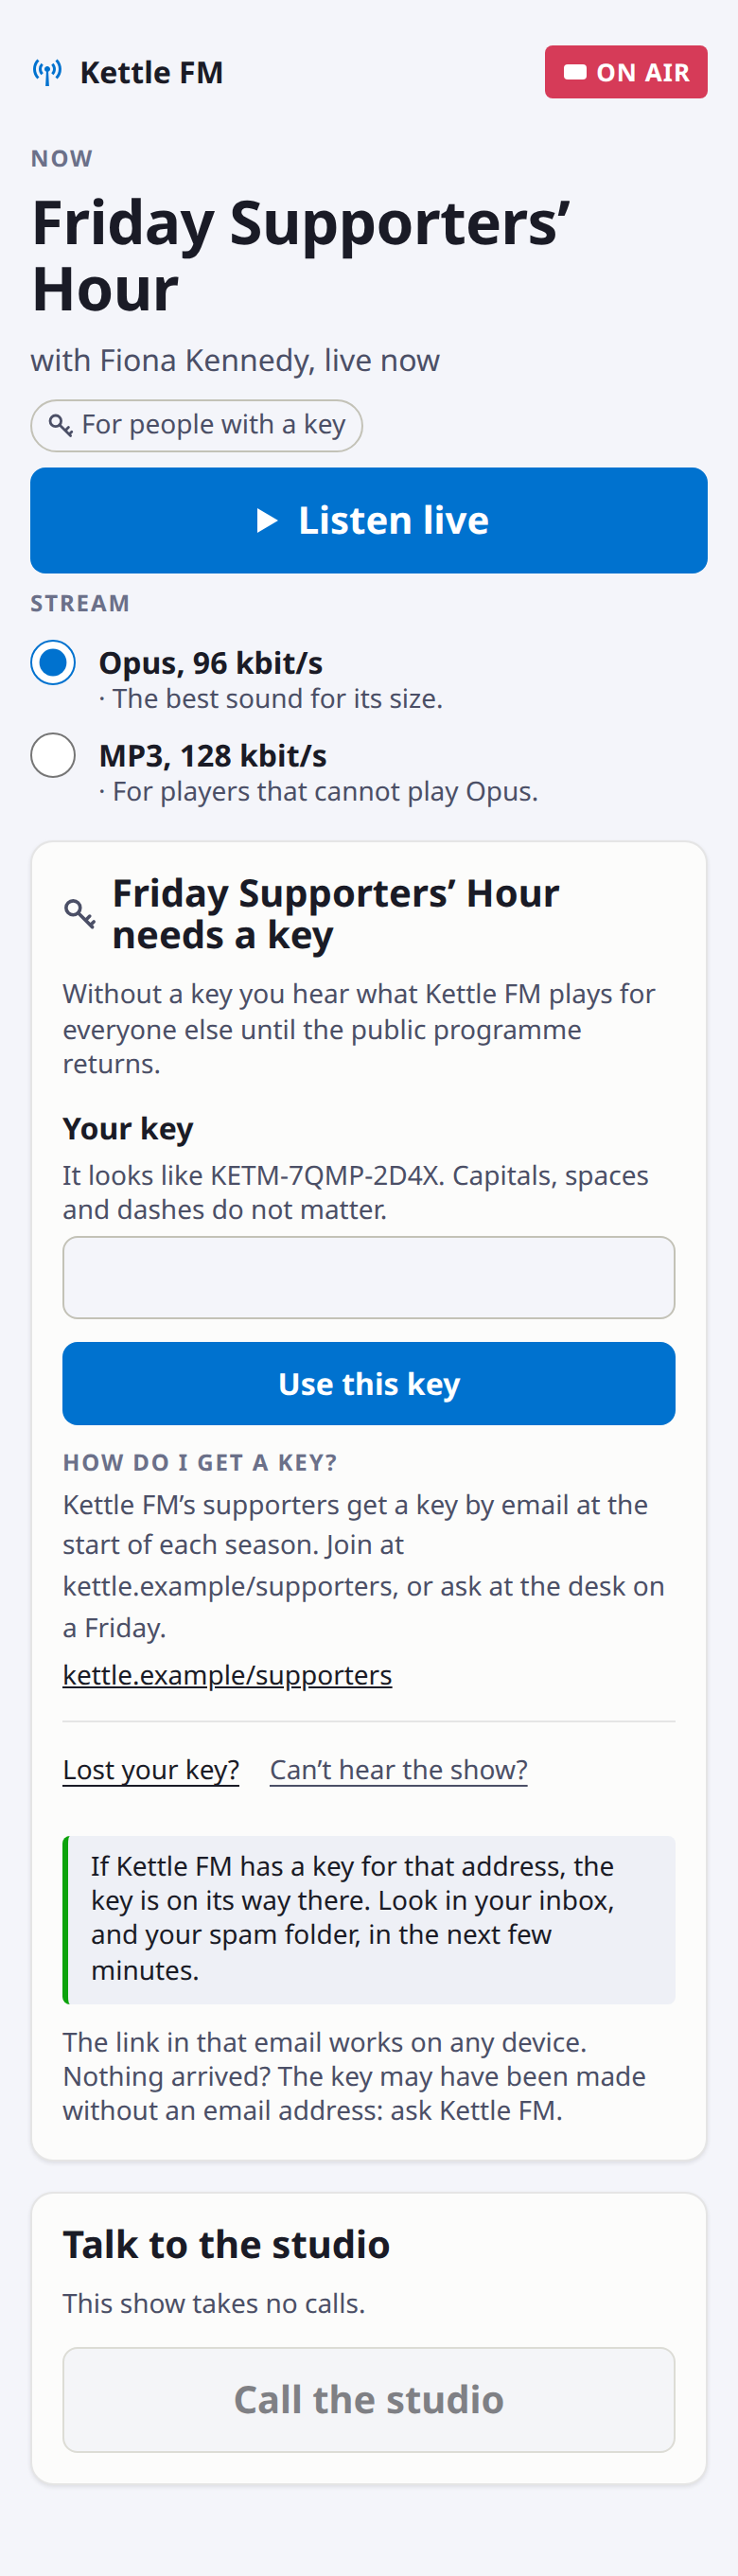 Kettle FM
ON AIR
NOW
Friday Supporters’
Hour
with Fiona Kennedy, live now
For people with a key
Listen live
STREAM
Opus, 96 kbit/s
· The best sound for its size.
MP3, 128 kbit/s
· For players that cannot play Opus.
Friday Supporters’ Hour
needs a key
Without a key you hear what Kettle FM plays for
everyone else until the public programme
returns.
Your key
It looks like KETM-7QMP-2D4X. Capitals, spaces
and dashes do not matter.
Use this key
HOW DO I GET A KEY?
Kettle FM’s supporters get a key by email at the
start of each season. Join at
kettle.example/supporters, or ask at the desk on
a Friday.
kettle.example/supporters
Lost your key? Can’t hear the show?
If Kettle FM has a key for that address, the
key is on its way there. Look in your inbox,
and your spam folder, in the next few
minutes.
The link in that email works on any device.
Nothing arrived? The key may have been made
without an email address: ask Kettle FM.
Talk to the studio
This show takes no calls.
Call the studio